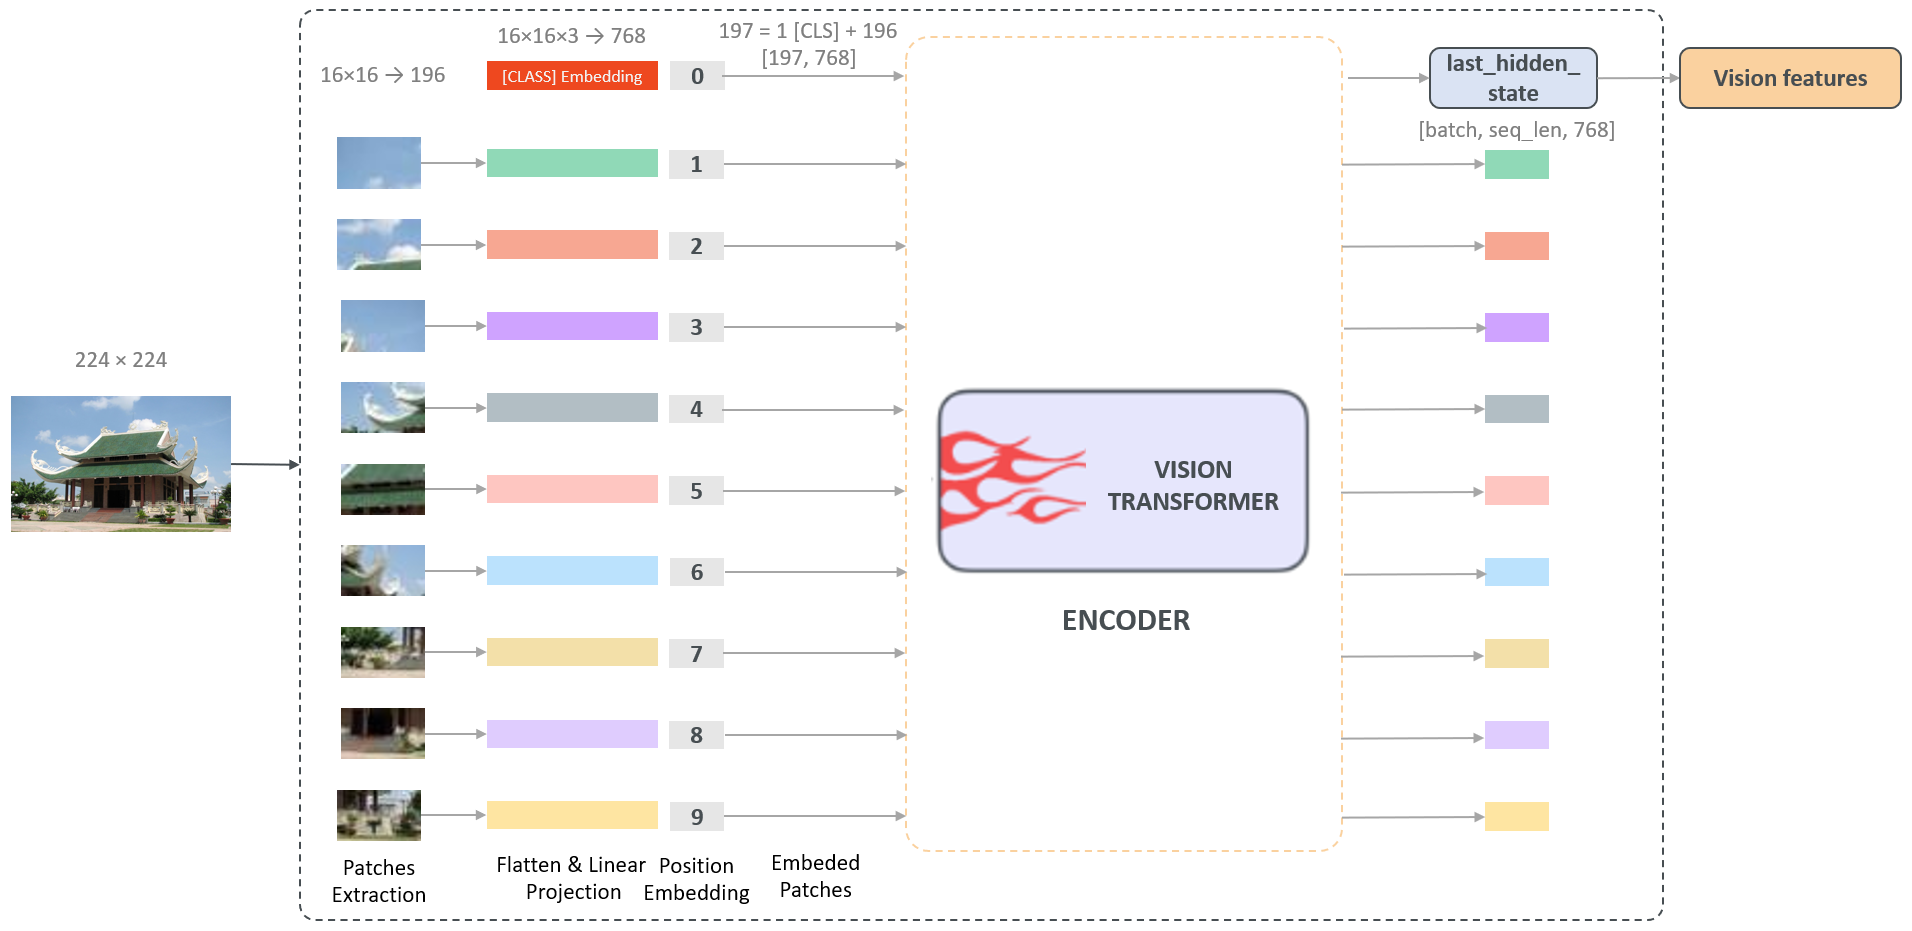 16×16×3 → 768
197 = 1 [CLS] + 196
[197, 768]
16×16 → 196
[CLASS] Embedding
0
last_hidden_
state
Vision features
[batch, seq_len, 768]
1
2
3
224 × 224
4
5
VISION
TRANSFORMER
6
ENCODER
7
8
9
Patches
Extraction
Flatten & Linear
Projection
Position
Embedding
Embeded
Patches